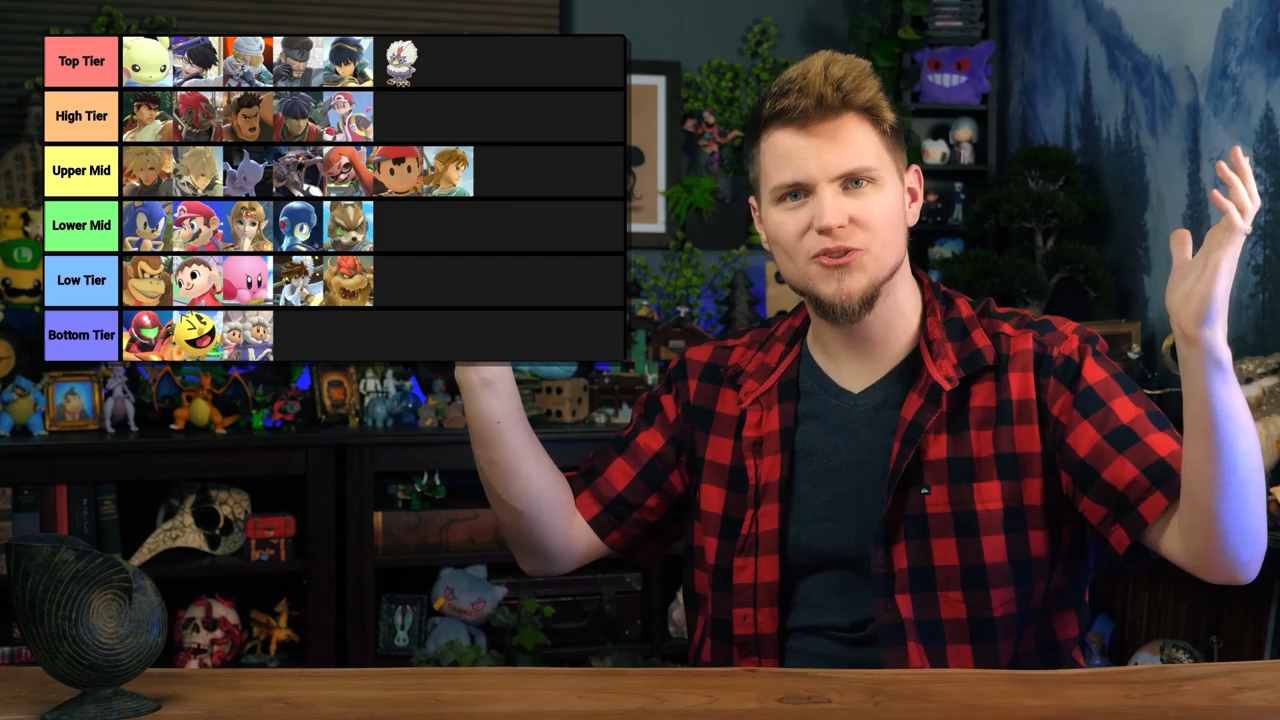 Top Tier
High Tier
Upper Mid
Lower Mid
Low Tier
Bottom Tier
L